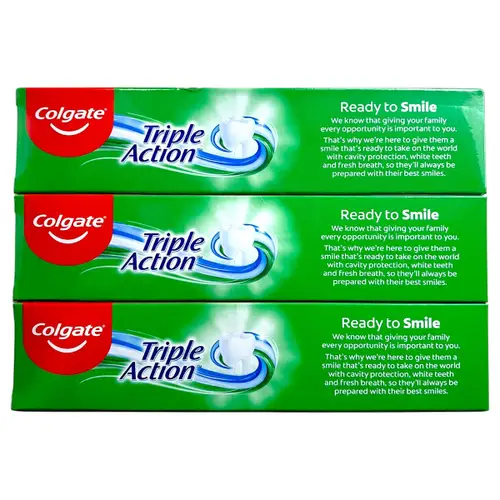 Colgate®
Triple
Action
Ready to Smile
We know that giving your family
every opportunity is important to you.
That's why we're here to give them a
smile that's ready to take on the world
with cavity protection, white teeth
and fresh breath, so they'll always be
prepared with their best smiles.
Colgate®
Triple
Action
Ready to Smile
We know that giving your family
every opportunity is important to you.
That's why we're here to give them a
smile that's ready to take on the world
with cavity protection, white teeth
and fresh breath, so they'll always be
prepared with their best smiles.
Colgate®
Triple
Action
Ready to Smile
We know that giving your family
every opportunity is important to you.
That's why we're here to give them a
smile that's ready to take on the world
with cavity protection, white teeth
and fresh breath, so they'll always be
prepared with their best smiles.